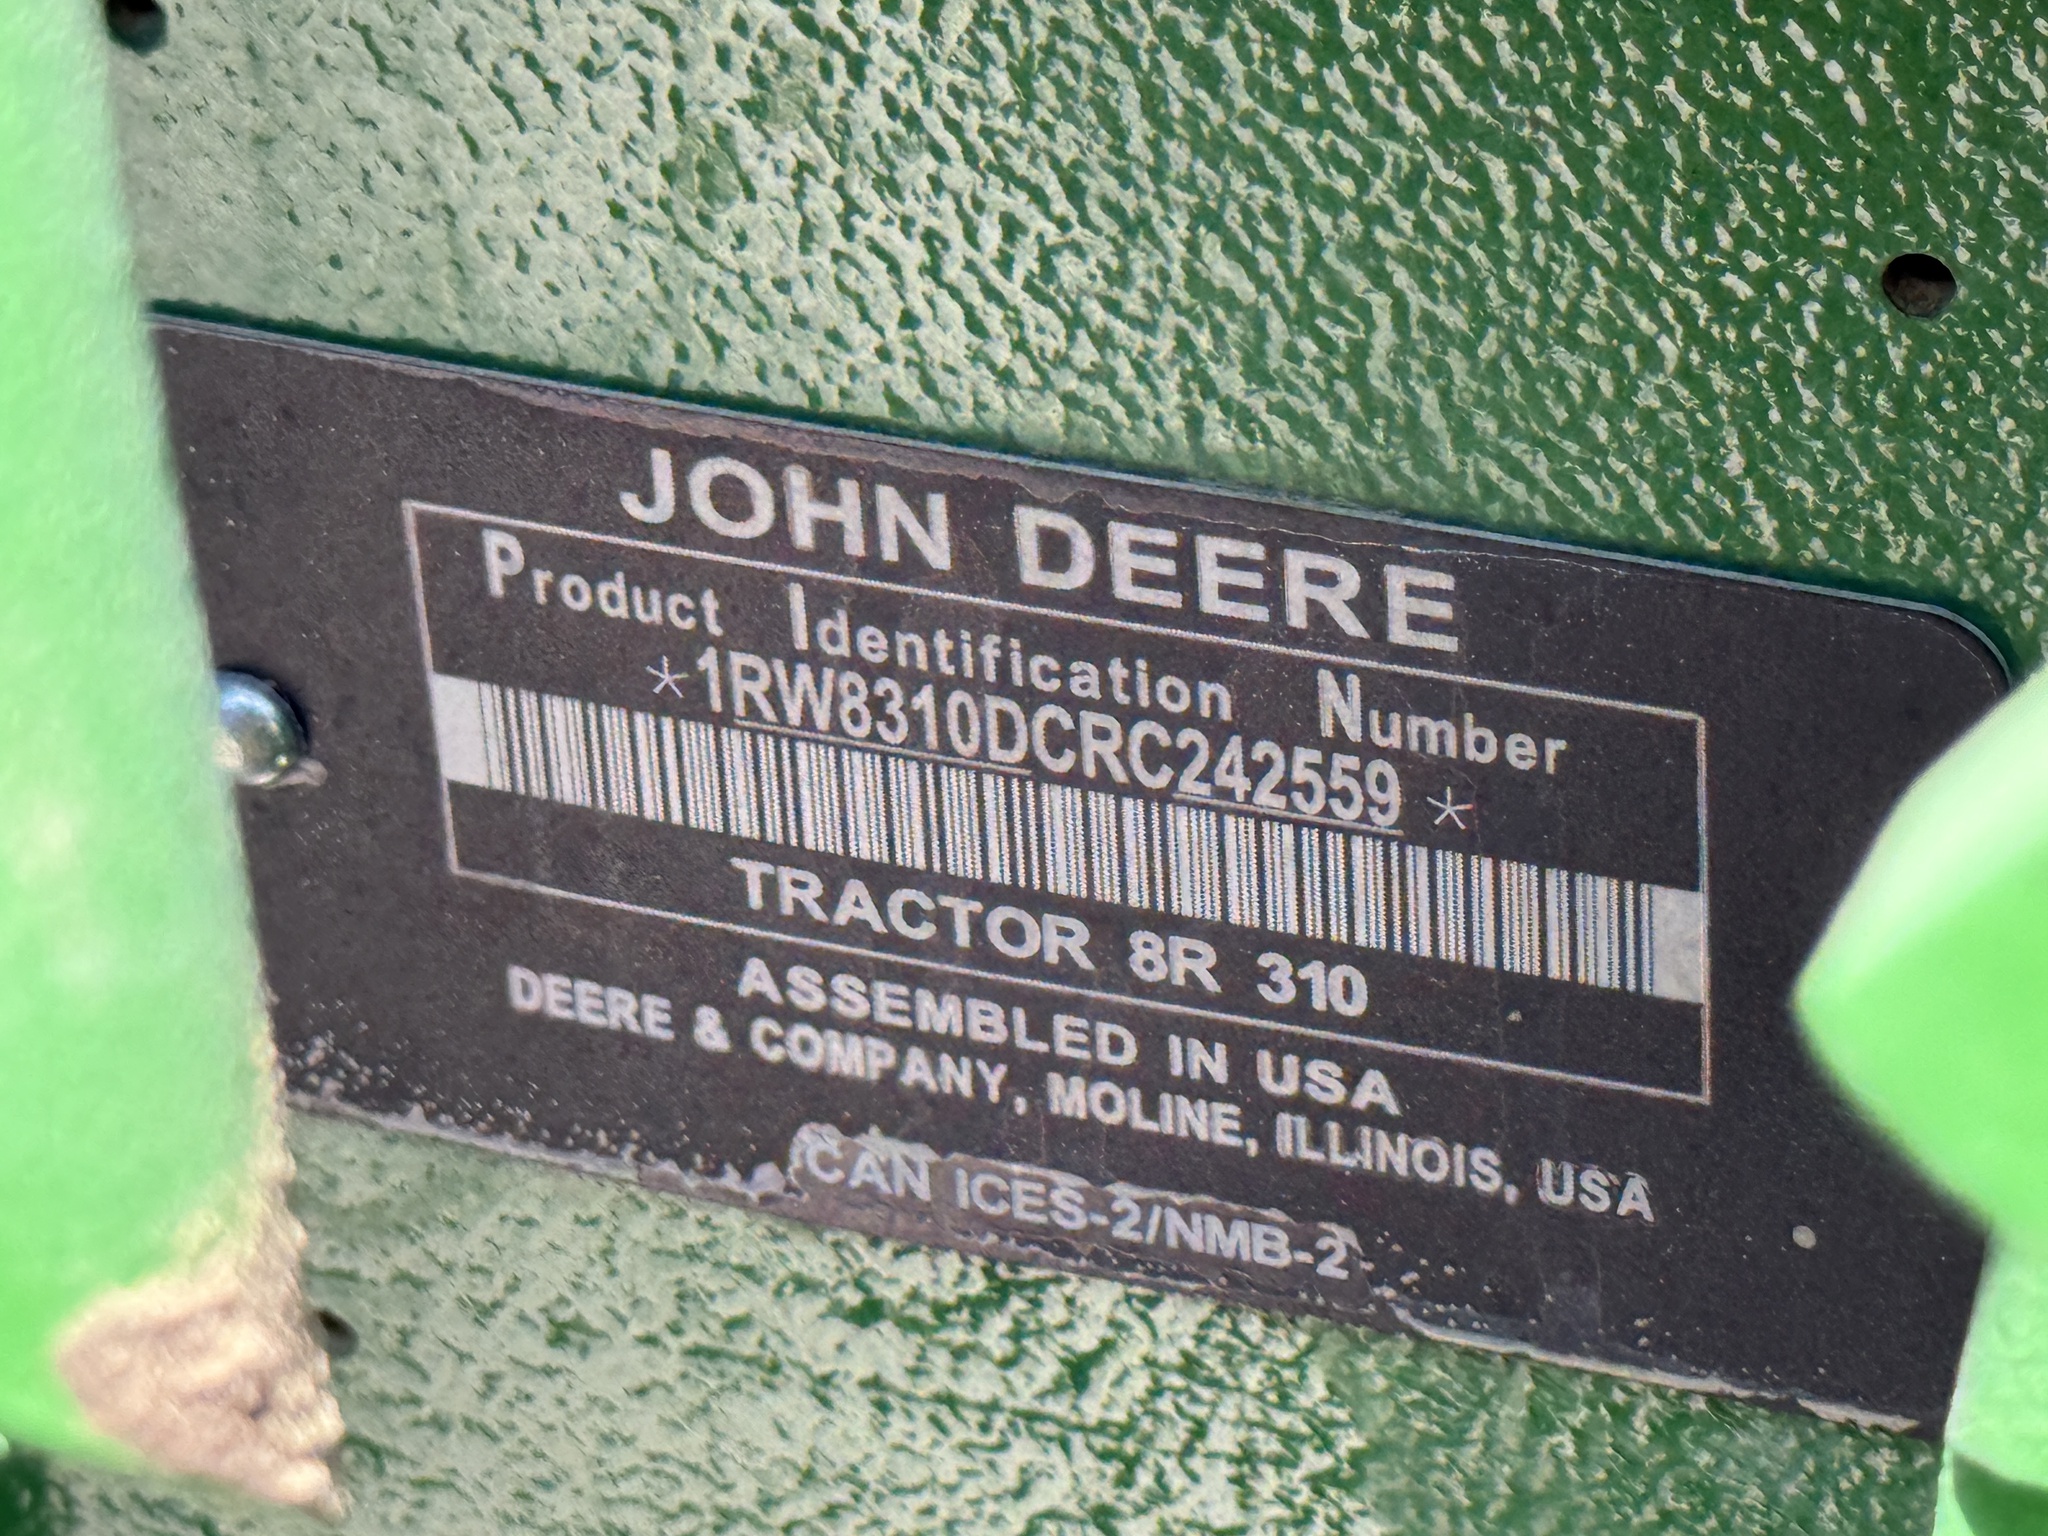 JOHN DEERE
Product Identification Number
*1RW8310DCRC242559*
TRACTOR 8R 310
ASSEMBLED IN USA
DEERE & COMPANY, MOLINE, ILLINOIS, USA
CAN ICES-2/NMB-2